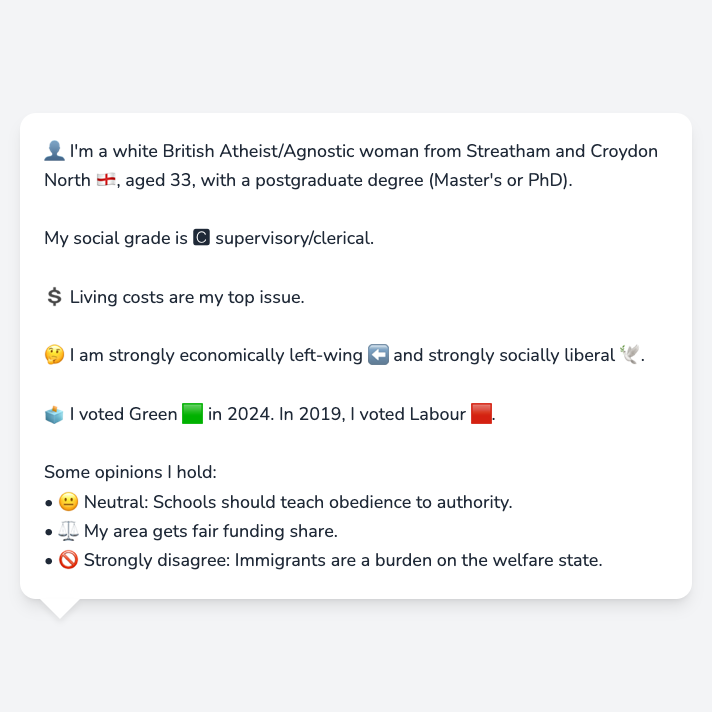 👤 I'm a white British Atheist/Agnostic woman from Streatham and Croydon
North 🏴󠁧󠁢󠁥󠁮󠁧󠁿, aged 33, with a postgraduate degree (Master's or PhD).
My social grade is 🅲 supervisory/clerical.
💲 Living costs are my top issue.
🤔 I am strongly economically left-wing ⬅️ and strongly socially liberal 🕊️.
🗳️ I voted Green 🟩 in 2024. In 2019, I voted Labour 🟥.
Some opinions I hold:
• 😐 Neutral: Schools should teach obedience to authority.
• ⚖️ My area gets fair funding share.
• 🚫 Strongly disagree: Immigrants are a burden on the welfare state.